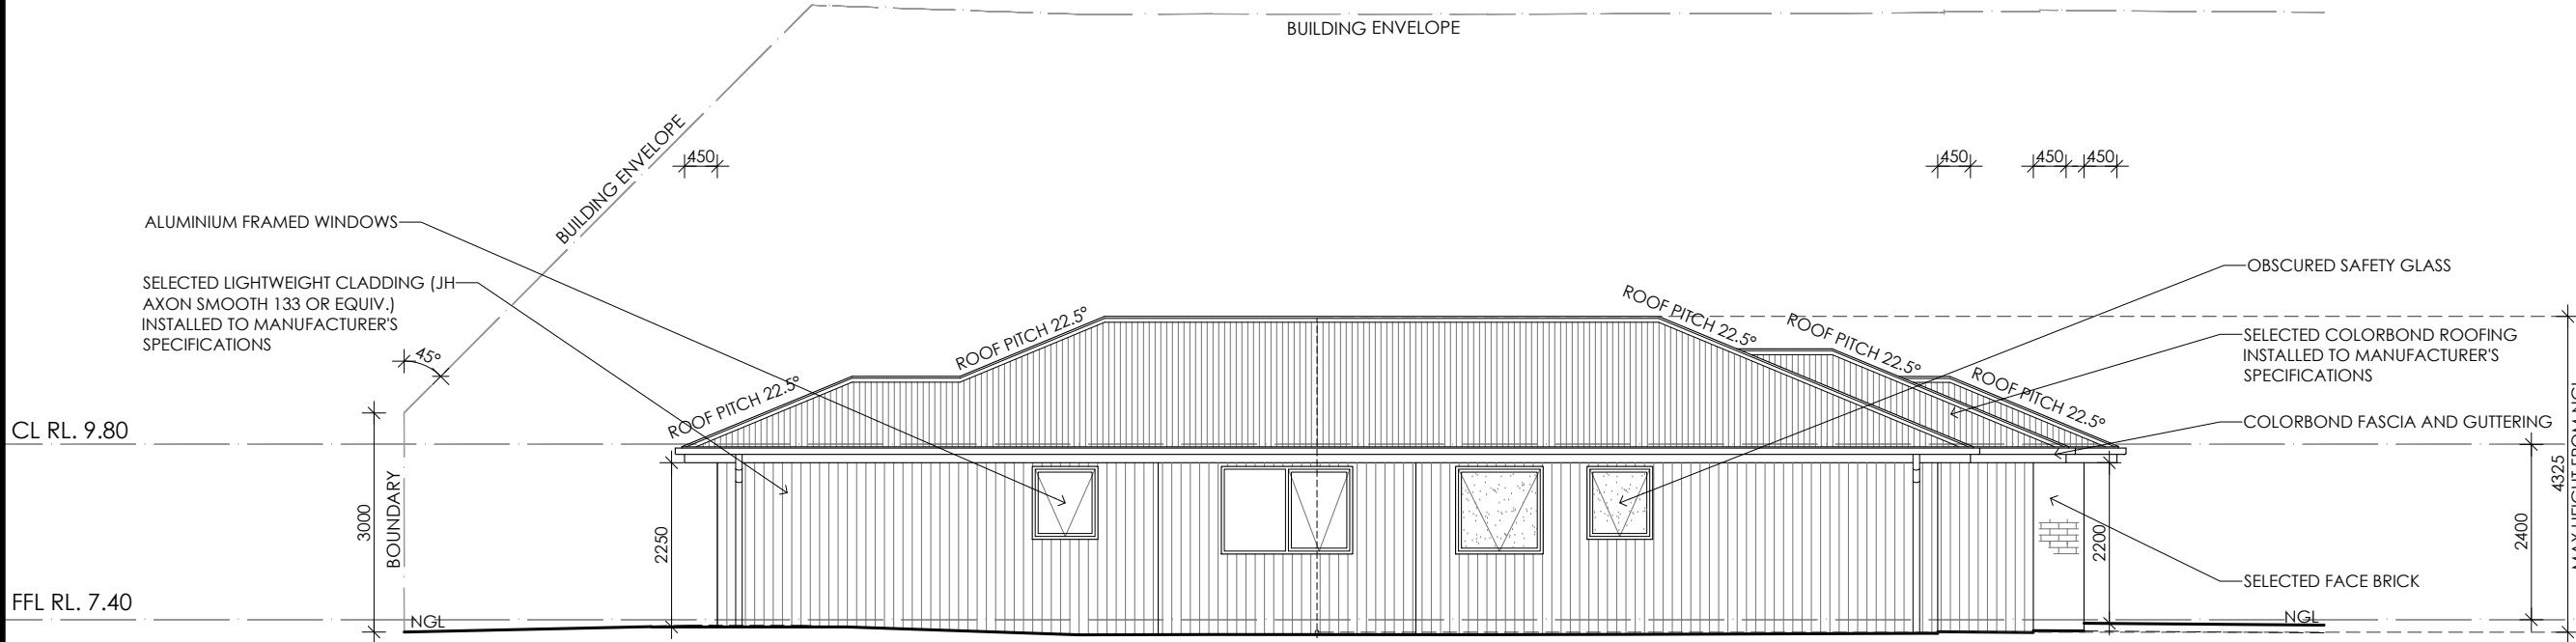 BUILDING ENVELOPE
BUILDING ENVELOPE
450
450
450
450
ALUMINIUM FRAMED WINDOWS
SELECTED LIGHTWEIGHT CLADDING (JH
AXON SMOOTH 133 OR EQUIV.)
INSTALLED TO MANUFACTURER'S
SPECIFICATIONS
45°
ROOF PITCH 22.5°
ROOF PITCH 22.5°
ROOF PITCH 22.5°
ROOF PITCH 22.5°
ROOF PITCH 22.5°
OBSCURED SAFETY GLASS
SELECTED COLORBOND ROOFING
INSTALLED TO MANUFACTURER'S
SPECIFICATIONS
COLORBOND FASCIA AND GUTTERING
SELECTED FACE BRICK
CL RL. 9.80
FFL RL. 7.40
3000
BOUNDARY
NGL
2250
2200
2400
4325
NGL